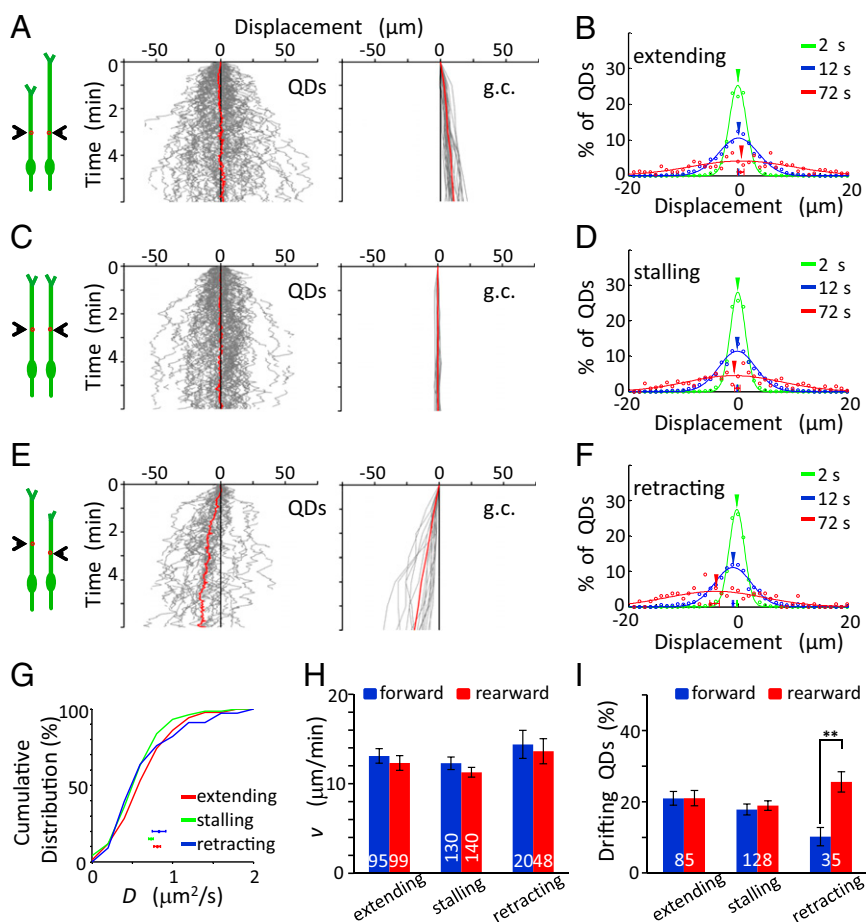 A
Displacement (µm)
-50 0 50 -50 0 50
QDs
g.c.
Time (min)
0
2
4
B
extending
2 s
12 s
72 s
% of QDs
40
30
20
10
0
-20 0 20
Displacement (µm)
C
-50 0 50 -50 0 50
QDs
g.c.
Time (min)
0
2
4
D
stalling
2 s
12 s
72 s
% of QDs
40
30
20
10
0
-20 0 20
Displacement (µm)
E
-50 0 50 -50 0 50
QDs
g.c.
Time (min)
0
2
4
F
retracting
2 s
12 s
72 s
% of QDs
40
30
20
10
0
-20 0 20
Displacement (µm)
G
Cumulative
Distribution (%)
100
50
0
extending
stalling
retracting
0 1 2
D (µm²/s)
H
forward rearward
v (µm/min)
20
12
4
0
95 99 130 140 20 48
extending stalling retracting
I
forward rearward
Drifting QDs (%)
40
20
0
**
85 128 35
extending stalling retracting